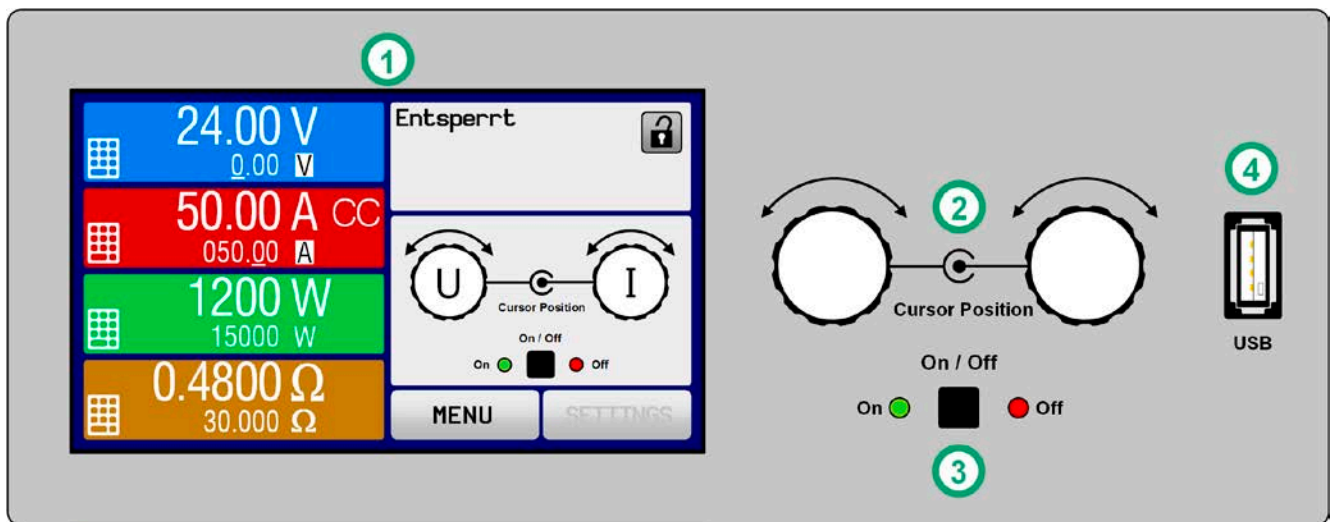 1
24.00 V
0.00 V
50.00 A CC
050.00 A
1200 W
15000 W
0.4800 Ω
30.000 Ω
Entsperrt
U
I
Cursor Position
On / Off
On
Off
MENU
SETTINGS
2
Cursor Position
On / Off
On
Off
3
4
USB